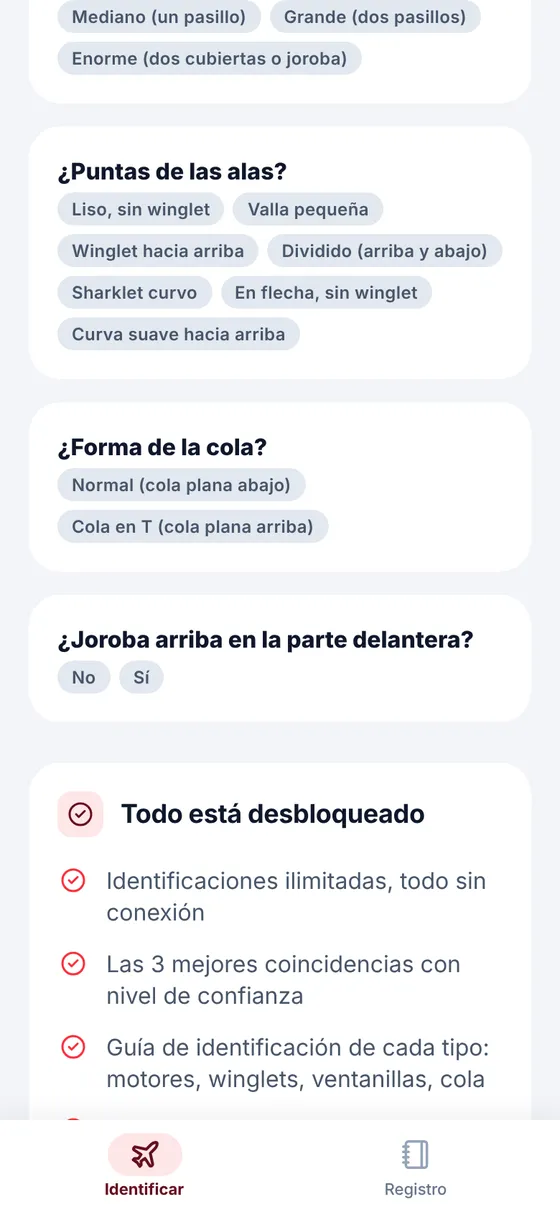 Mediano (un pasillo) Grande (dos pasillos)
Enorme (dos cubiertas o joroba)
¿Puntas de las alas?
Liso, sin winglet Valla pequeña
Winglet hacia arriba Dividido (arriba y abajo)
Sharklet curvo En flecha, sin winglet
Curva suave hacia arriba
¿Forma de la cola?
Normal (cola plana abajo)
Cola en T (cola plana arriba)
¿Joroba arriba en la parte delantera?
No Sí
Todo está desbloqueado
Identificaciones ilimitadas, todo sin
conexión
Las 3 mejores coincidencias con
nivel de confianza
Guía de identificación de cada tipo:
motores, winglets, ventanillas, cola
Identificar Registro